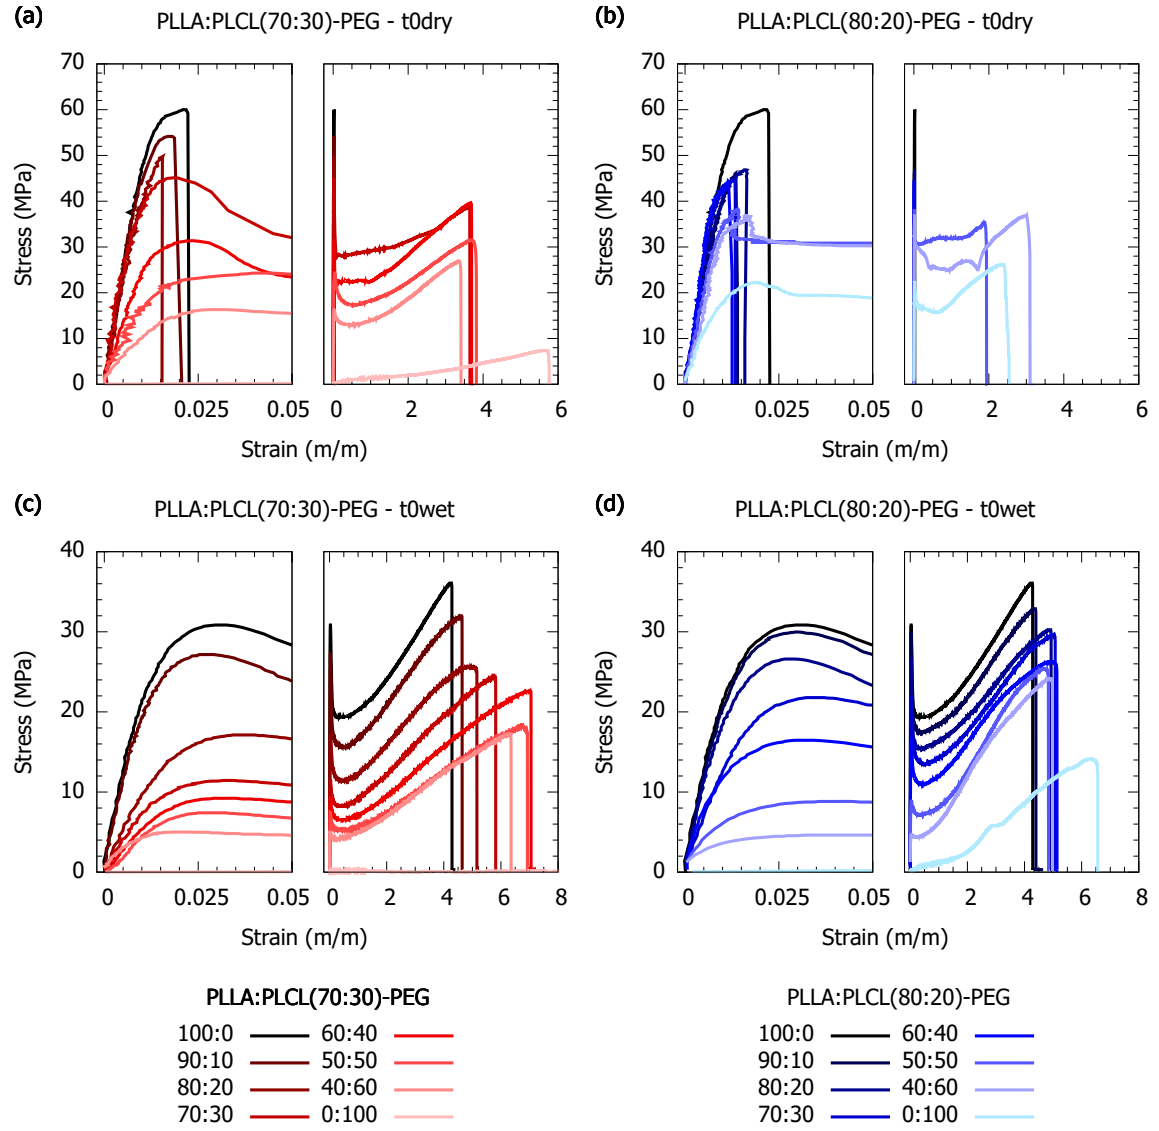 (a) PLLA:PLCL(70:30)-PEG - t0dry
70
60
50
40
30
20
10
0
Stress (MPa)
0 0.025 0.05 0 2 4 6
Strain (m/m)
(b) PLLA:PLCL(80:20)-PEG - t0dry
70
60
50
40
30
20
10
0
Stress (MPa)
0 0.025 0.05 0 2 4 6
Strain (m/m)
(c) PLLA:PLCL(70:30)-PEG - t0wet
40
30
20
10
0
Stress (MPa)
0 0.025 0.05 0 2 4 6 8
Strain (m/m)
(d) PLLA:PLCL(80:20)-PEG - t0wet
40
30
20
10
0
Stress (MPa)
0 0.025 0.05 0 2 4 6 8
Strain (m/m)
PLLA:PLCL(70:30)-PEG
100:0 60:40
90:10 50:50
80:20 40:60
70:30 0:100
PLLA:PLCL(80:20)-PEG
100:0 60:40
90:10 50:50
80:20 40:60
70:30 0:100